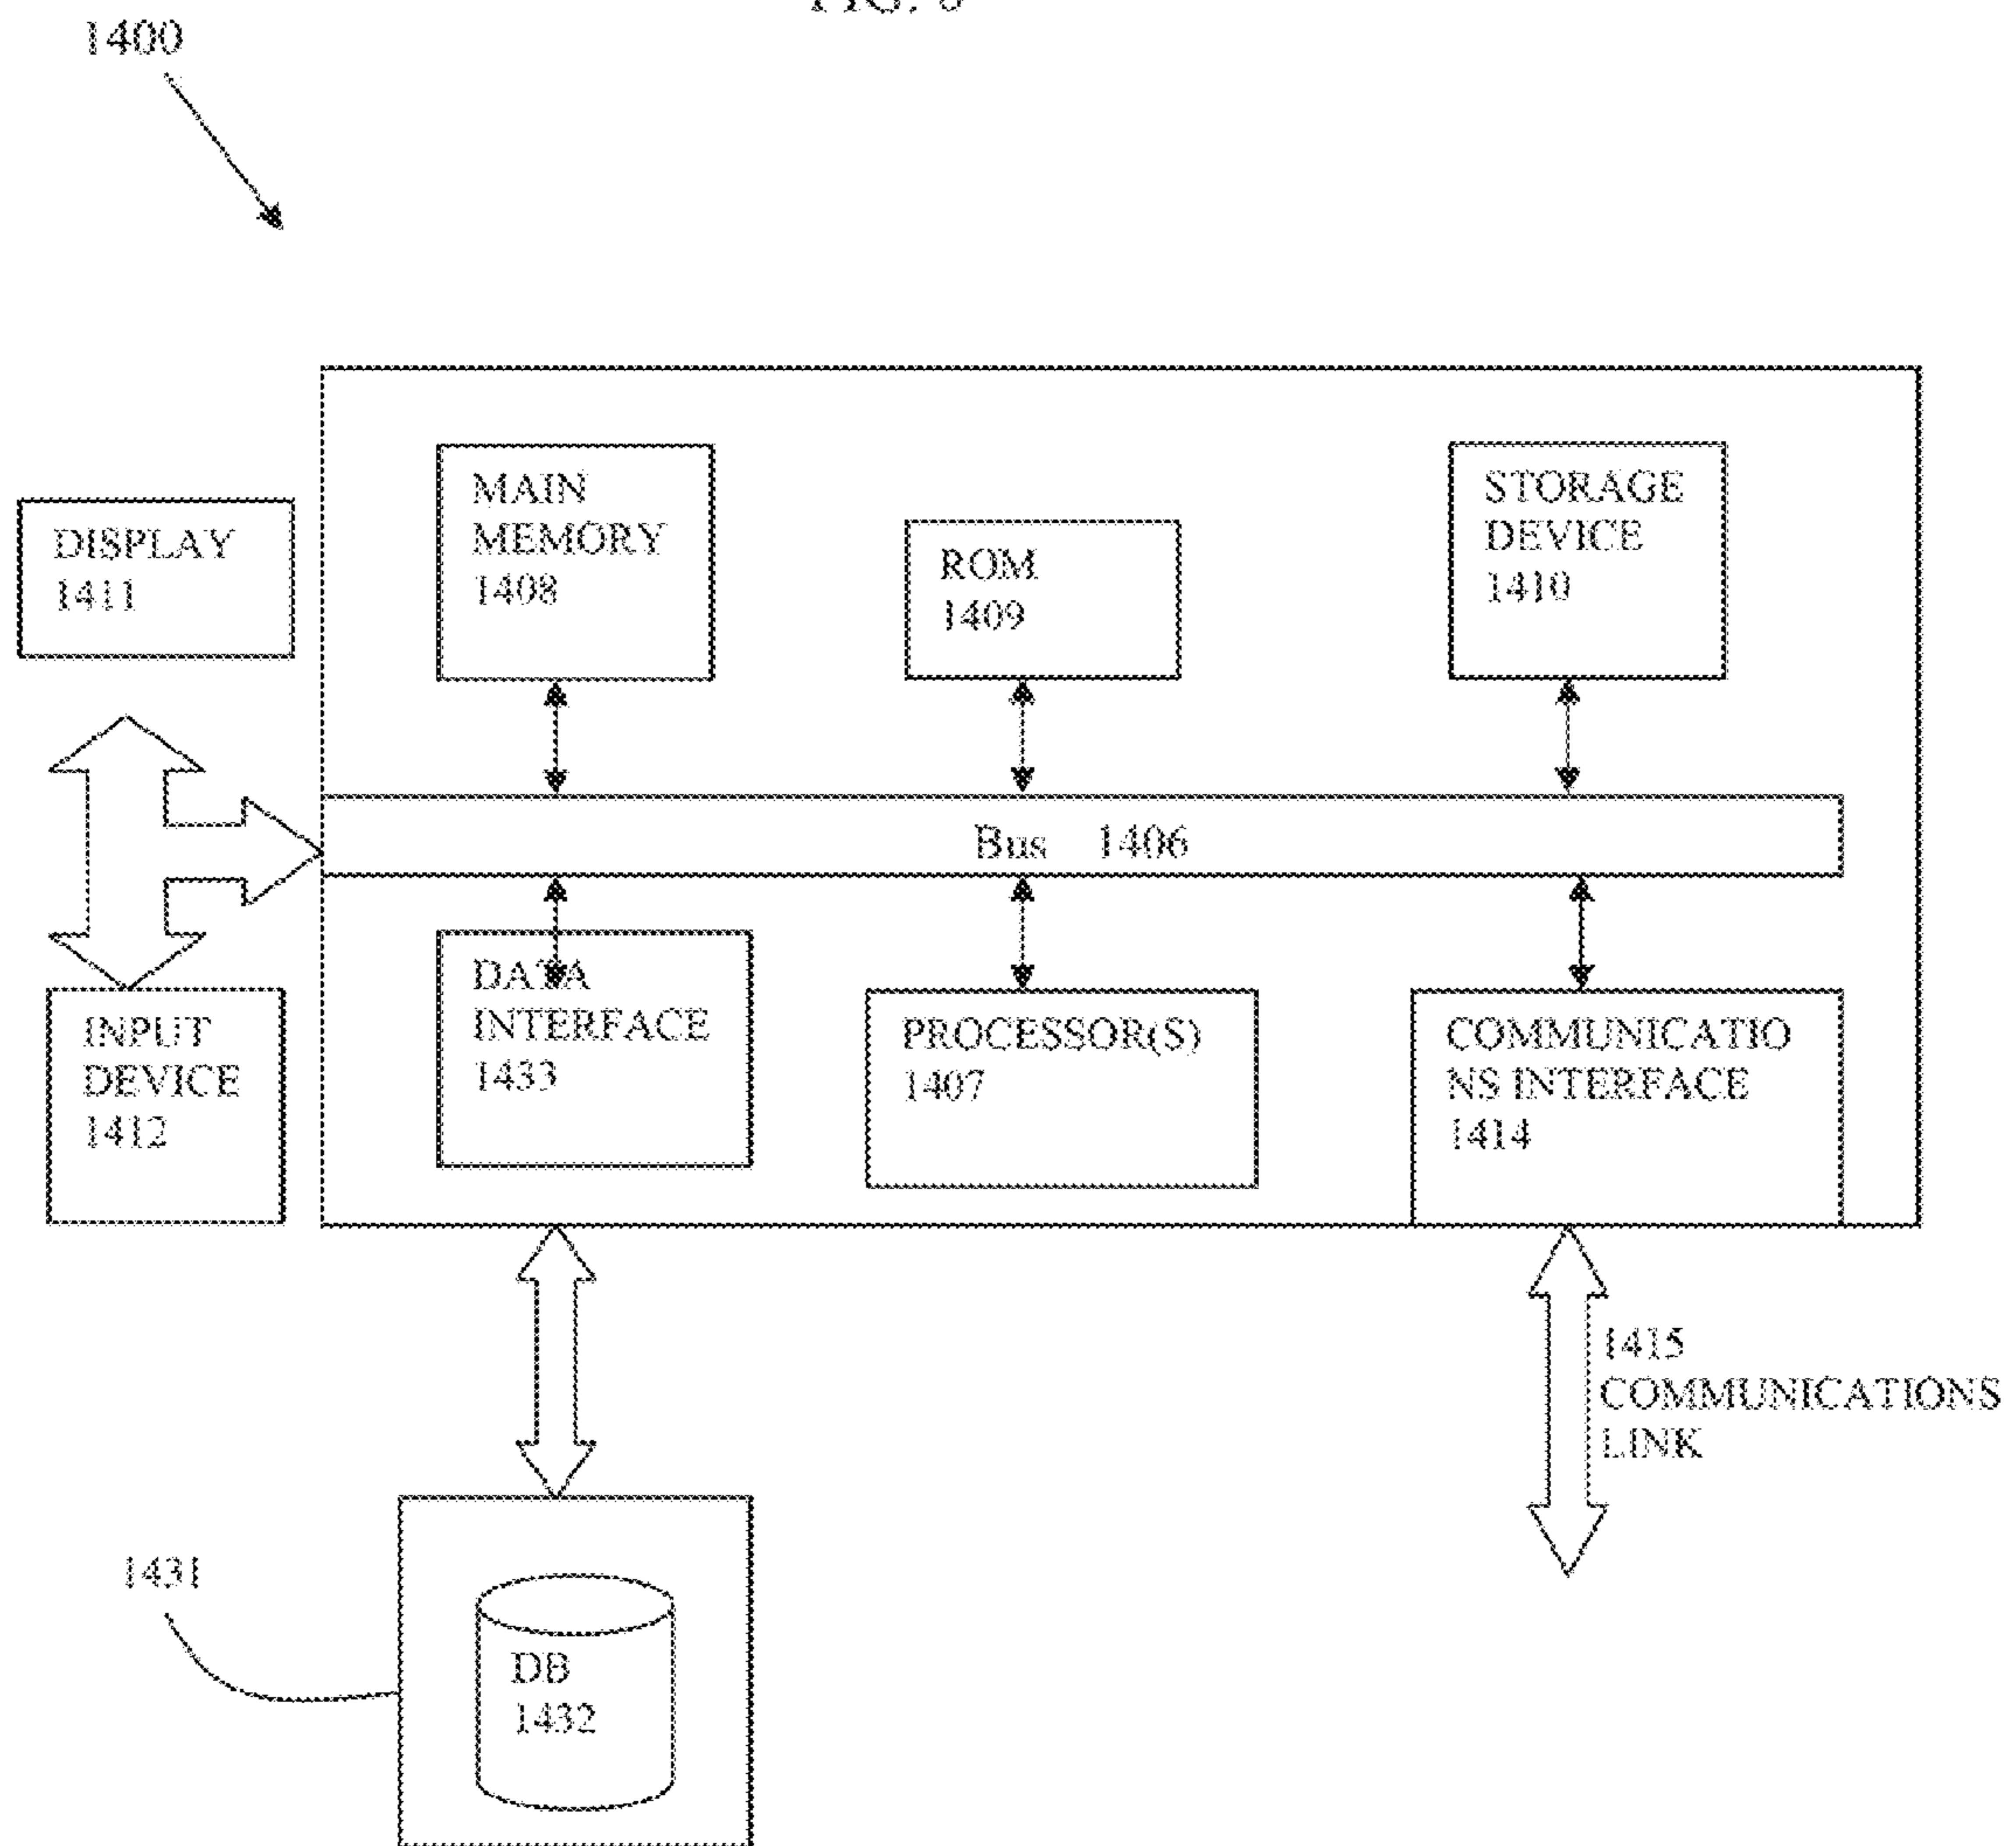 1400
MAIN
MEMORY
1408
ROM
1409
STORAGE
DEVICE
1410
DISPLAY
1411
Bus 1406
INPUT
DEVICE
1412
DATA
INTERFACE
1433
PROCESSOR(S)
1407
COMMUNICATIO
NS INTERFACE
1414
1415
COMMUNICATIONS
LINK
1431
DB
1432